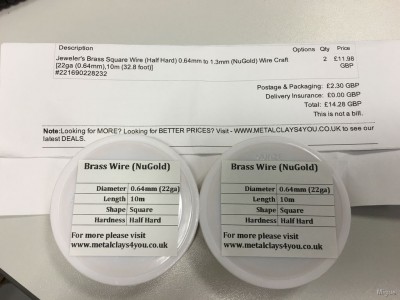 Description Options Qty Price
Jeweler's Brass Square Wire (Half Hard) 0.64mm to 1.3mm (NuGold) Wire Craft 2 £11.98
[22ga (0.64mm),10m (32.8 foot)] GBP
#221690228232
Postage & Packaging: £2.30 GBP
Delivery Insurance: £0.00 GBP
Total: £14.28 GBP
This is not a bill.
Note:Looking for MORE? Looking for BETTER PRICES? Visit - WWW.METALCLAYS4YOU.CO.UK to see our
latest DEALS.
Brass Wire (NuGold)
Diameter 0.64mm (22ga)
Length 10m
Shape Square
Hardness Half Hard
For more please visit
www.metalclays4you.co.uk
Brass Wire (NuGold)
Diameter 0.64mm (22ga)
Length 10m
Shape Square
Hardness Half Hard
For more please visit
www.metalclays4you.co.uk